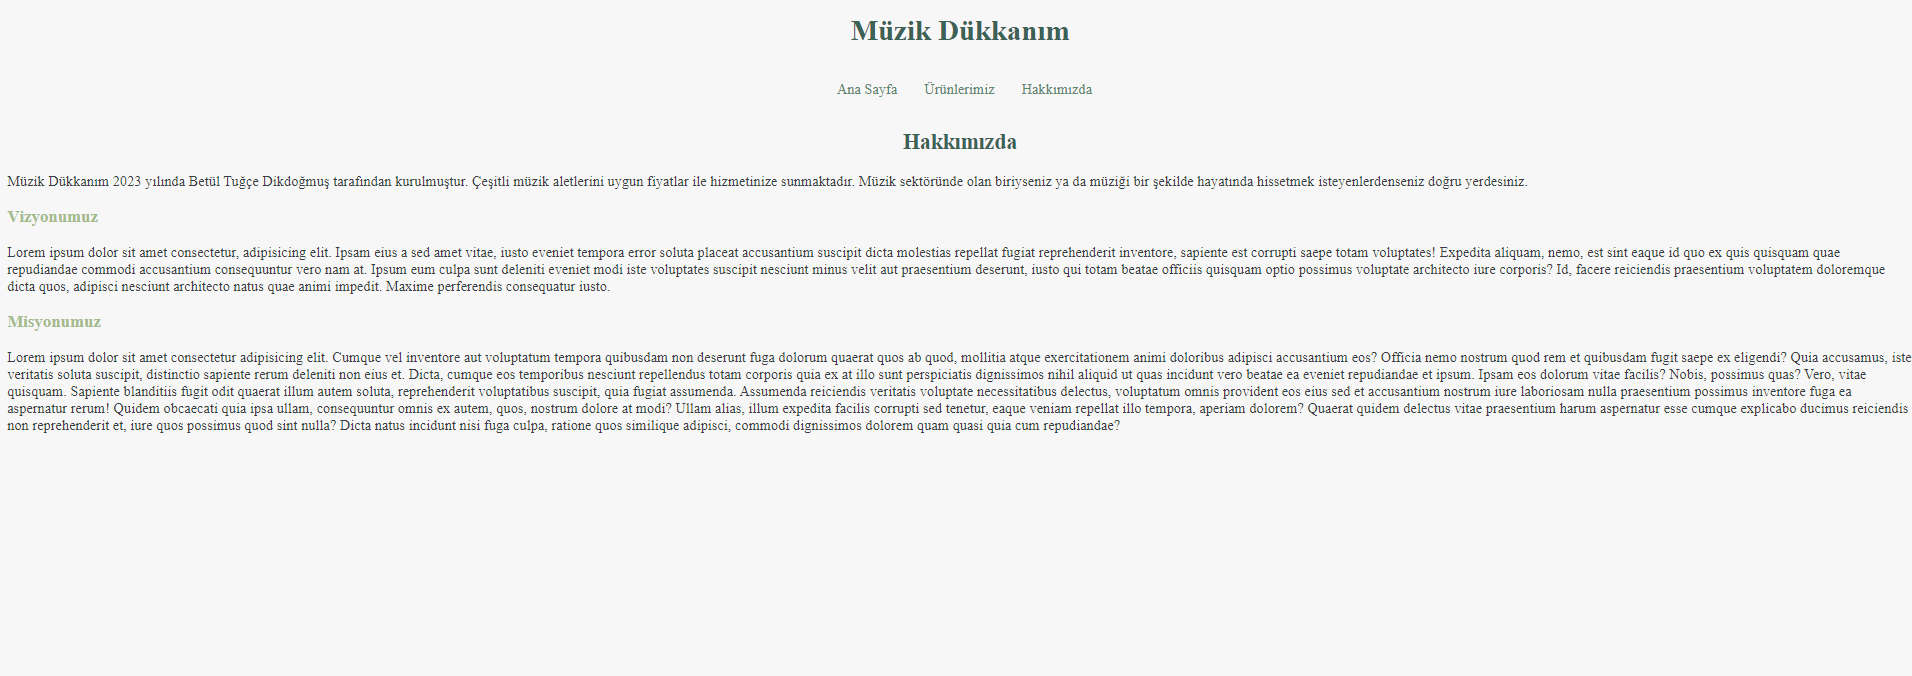 Müzik Dükkanım
Ana Sayfa Ürünlerimiz Hakkımızda
Hakkımızda
Müzik Dükkanım 2023 yılında Betül Tuğçe Dikdoğmuş tarafından kurulmuştur. Çeşitli müzik aletlerini uygun fiyatlar ile hizmetinize sunmaktadır. Müzik sektöründe olan biriyseniz ya da müziği bir şekilde hayatında hissetmek isteyenlerdenseniz doğru yerdesiniz.
Vizyonumuz
Lorem ipsum dolor sit amet consectetur, adipisicing elit. Ipsam eius a sed amet vitae, iusto eveniet tempora error soluta placeat accusantium suscipit dicta molestias repellat fugiat reprehenderit inventore, sapiente est corrupti saepe totam voluptates! Expedita aliquam, nemo, est sint eaque id quo ex quis quisquam quae
repudiandae commodi accusantium consequuntur vero nam at. Ipsum eum culpa sunt deleniti eveniet modi iste voluptates suscipit nesciunt minus velit aut praesentium deserunt, iusto qui totam beatae officiis quisquam optio possimus voluptate architecto iure corporis? Id, facere reiciendis praesentium voluptatem doloremque
dicta quos, adipisci nesciunt architecto natus quae animi impedit. Maxime perferendis consequatur iusto.
Misyonumuz
Lorem ipsum dolor sit amet consectetur adipisicing elit. Cumque vel inventore aut voluptatum tempora quibusdam non deserunt fuga dolorum quaerat quos ab quod, mollitia atque exercitationem animi doloribus adipisci accusantium eos? Officia nemo nostrum quod rem et quibusdam fugit saepe ex eligendi? Quia accusamus, iste
veritatis soluta suscipit, distinctio sapiente rerum deleniti non eius et. Dicta, cumque eos temporibus nesciunt repellendus totam corporis quia ex at illo sunt perspiciatis dignissimos nihil aliquid ut quas incidunt vero beatae ea eveniet repudiandae et ipsum. Ipsam eos dolorum vitae facilis? Nobis, possimus quas? Vero, vitae
quisquam. Sapiente blanditiis fugit odit quaerat illum autem soluta, reprehenderit voluptatibus suscipit, quia fugiat assumenda. Assumenda reiciendis veritatis voluptate necessitatibus delectus, voluptatum omnis provident eos eius sed et accusantium nostrum iure laboriosam nulla praesentium possimus inventore fuga ea
aspernatur rerum! Quidem obcaecati quia ipsa ullam, consequuntur omnis ex autem, quos, nostrum dolore at modi? Ullam alias, illum expedita facilis corrupti sed tenetur, eaque veniam repellat illo tempora, aperiam dolorem? Quaerat quidem delectus vitae praesentium harum aspernatur esse cumque explicabo ducimus reiciendis
non reprehenderit et, iure quos possimus quod sint nulla? Dicta natus incidunt nisi fuga culpa, ratione quos similique adipisci, commodi dignissimos dolorem quam quasi quia cum repudiandae?